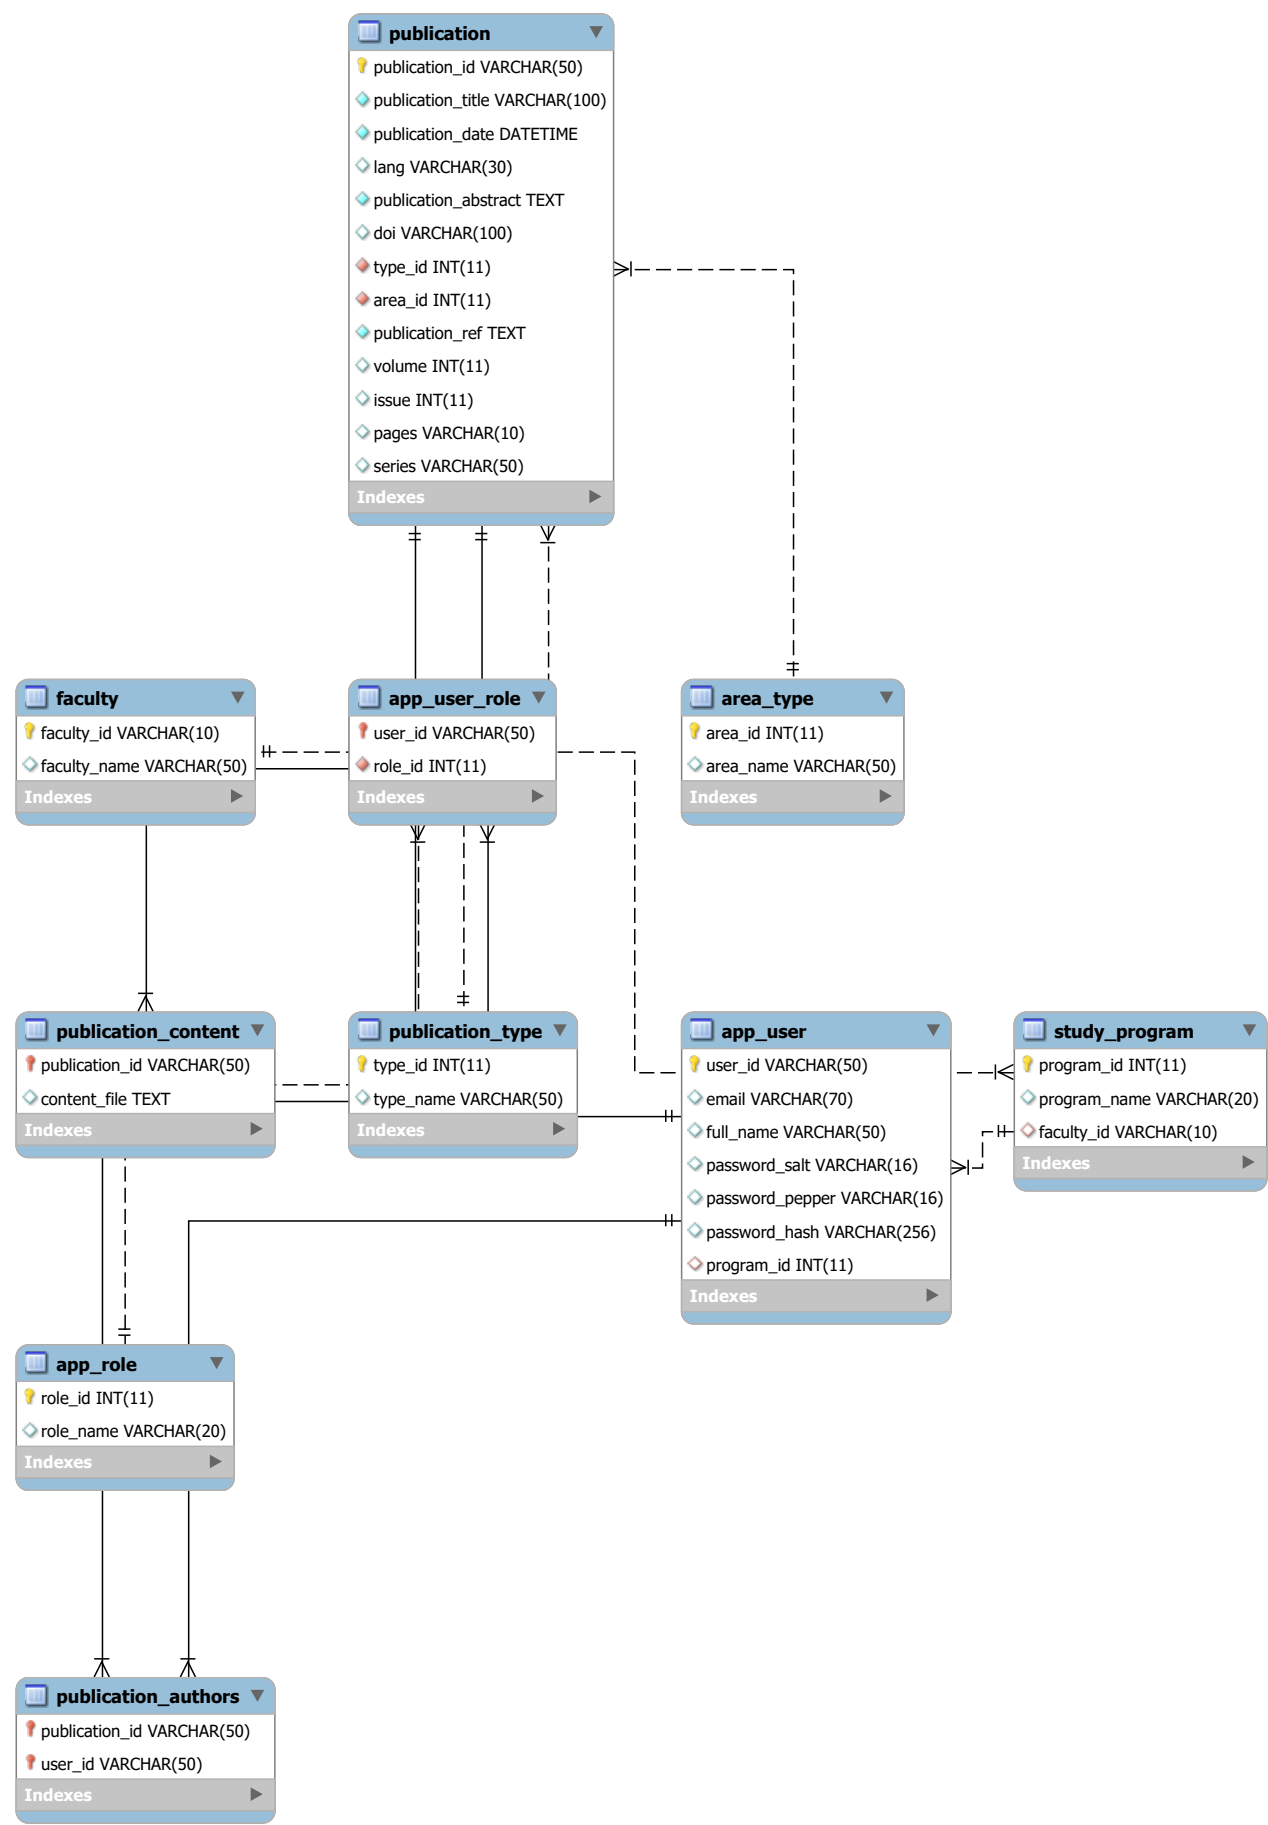 publication
publication_id VARCHAR(50)
publication_title VARCHAR(100)
publication_date DATETIME
lang VARCHAR(30)
publication_abstract TEXT
doi VARCHAR(100)
type_id INT(11)
area_id INT(11)
publication_ref TEXT
volume INT(11)
issue INT(11)
pages VARCHAR(10)
series VARCHAR(50)
Indexes
faculty
faculty_id VARCHAR(10)
faculty_name VARCHAR(50)
Indexes
app_user_role
user_id VARCHAR(50)
role_id INT(11)
Indexes
area_type
area_id INT(11)
area_name VARCHAR(50)
Indexes
publication_content
publication_id VARCHAR(50)
content_file TEXT
Indexes
publication_type
type_id INT(11)
type_name VARCHAR(50)
Indexes
app_user
user_id VARCHAR(50)
email VARCHAR(70)
full_name VARCHAR(50)
password_salt VARCHAR(16)
password_pepper VARCHAR(16)
password_hash VARCHAR(256)
program_id INT(11)
Indexes
study_program
program_id INT(11)
program_name VARCHAR(20)
faculty_id VARCHAR(10)
Indexes
app_role
role_id INT(11)
role_name VARCHAR(20)
Indexes
publication_authors
publication_id VARCHAR(50)
user_id VARCHAR(50)
Indexes